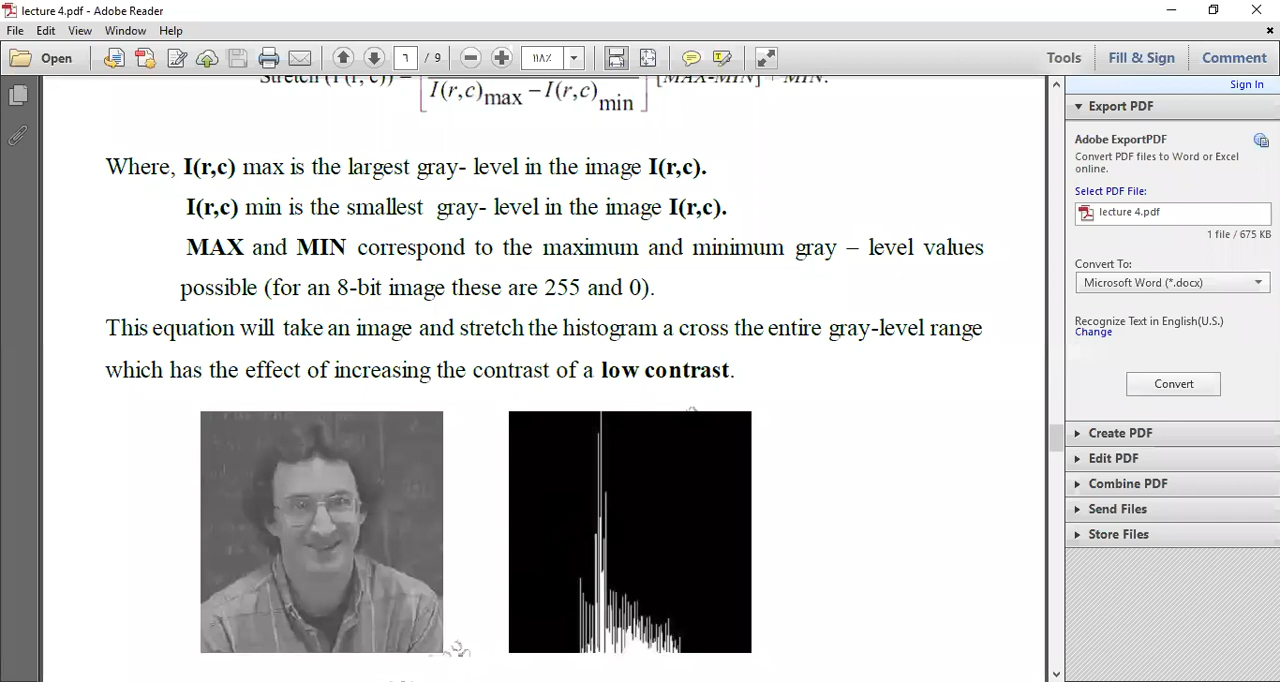 lecture 4.pdf - Adobe Reader
File Edit View Window Help
Open ٦ / 9 ١١٨٪ Tools Fill & Sign Comment
Sign In
Stretch (I (r, c)) = [MAX-MIN] + MIN.
I(r,c)max – I(r,c)min
Where, I(r,c) max is the largest gray- level in the image I(r,c).
I(r,c) min is the smallest gray- level in the image I(r,c).
MAX and MIN correspond to the maximum and minimum gray – level values
possible (for an 8-bit image these are 255 and 0).
This equation will take an image and stretch the histogram a cross the entire gray-level range
which has the effect of increasing the contrast of a low contrast.
Export PDF
Adobe ExportPDF
Convert PDF files to Word or Excel
online.
Select PDF File:
lecture 4.pdf
1 file / 675 KB
Convert To:
Microsoft Word (*.docx)
Recognize Text in English(U.S.)
Change
Convert
Create PDF
Edit PDF
Combine PDF
Send Files
Store Files